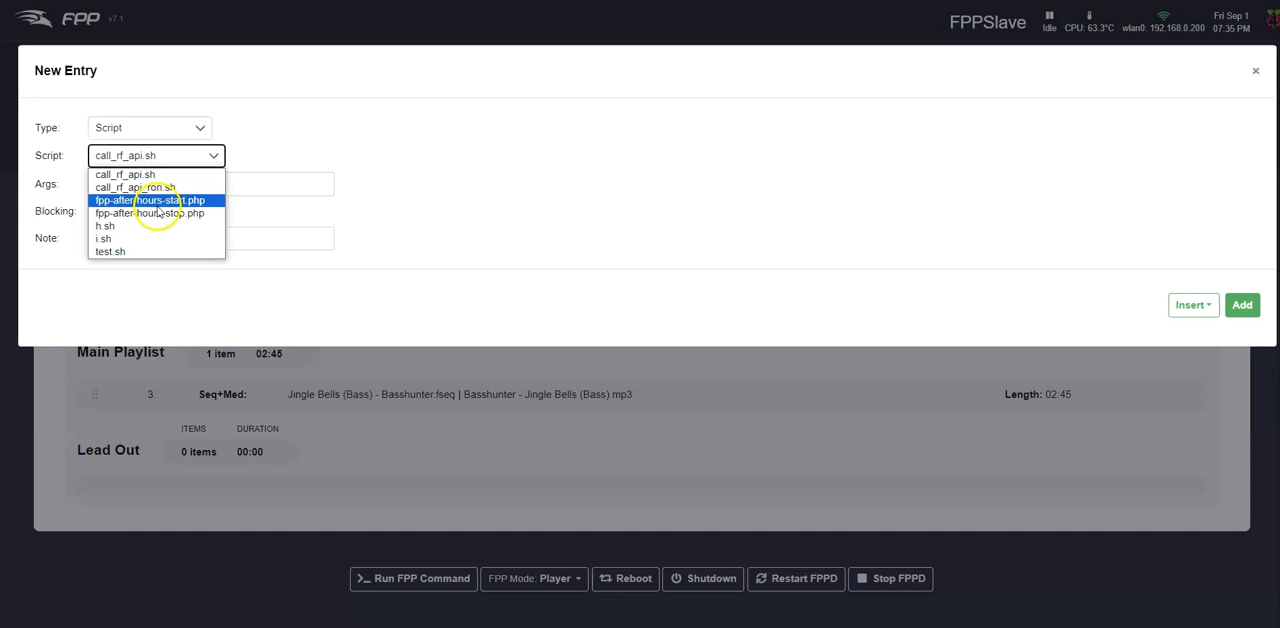 FPP v7.1
FPPSlave
Idle
CPU: 63.3°C
wlan0: 192.168.0.200
Fri Sep 1
07:35 PM
New Entry
×
Type: Script
Script: call_rf_api.sh
call_rf_api.sh
call_rf_api_ron.sh
fpp-after-hours-start.php
fpp-after-hours-stop.php
h.sh
i.sh
test.sh
Args:
Blocking:
Note:
Insert
Add
Main Playlist 1 item 02:45
3. Seq+Med: Jingle Bells (Bass) - Basshunter.fseq | Basshunter - Jingle Bells (Bass).mp3 Length: 02:45
ITEMS DURATION
Lead Out 0 items 00:00
>_ Run FPP Command
FPP Mode: Player
Reboot
Shutdown
Restart FPPD
Stop FPPD